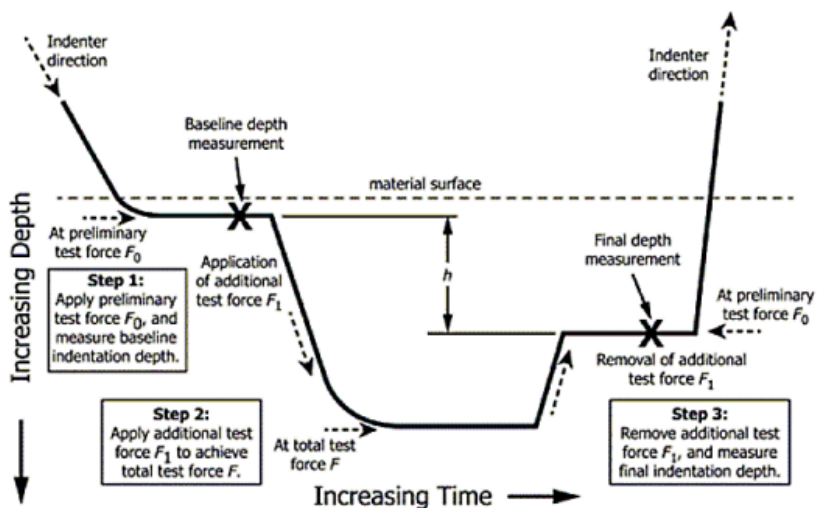 Indenter
direction
Baseline depth
measurement
material surface
At preliminary
test force F0
Step 1:
Apply preliminary
test force F0, and
measure baseline
indentation depth.
Application
of additional
test force F1
h
Final depth
measurement
Indenter
direction
At preliminary
test force F0
Removal of additional
test force F1
Step 2:
Apply additional test
force F1 to achieve
total test force F.
At total test
force F
Step 3:
Remove additional test
force F1, and measure
final indentation depth.
Increasing Depth
Increasing Time